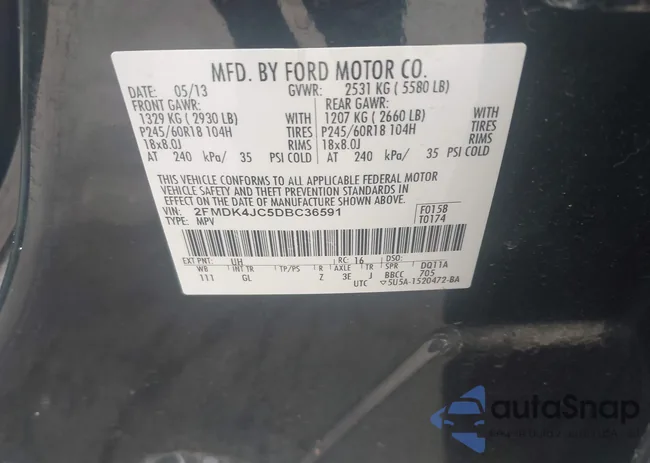 MFD. BY FORD MOTOR CO.
DATE: 05/13 GVWR: 2531 KG ( 5580 LB)
FRONT GAWR: REAR GAWR:
1329 KG ( 2930 LB) WITH 1207 KG ( 2660 LB) WITH
P245/60R18 104H TIRES P245/60R18 104H TIRES
18x8.0J RIMS 18x8.0J RIMS
AT 240 kPa/ 35 PSI COLD AT 240 kPa/ 35 PSI COLD
THIS VEHICLE CONFORMS TO ALL APPLICABLE FEDERAL MOTOR
VEHICLE SAFETY AND THEFT PREVENTION STANDARDS IN
EFFECT ON THE DATE OF MANUFACTURE SHOWN ABOVE.
VIN: 2FMDK4JC5DBC36591 F0158
TYPE: MPV T0174
EXT PNT: UH RC: 16 DSO:
WB INT TR TP/PS R AXLE TR SPR DQ11A
111 GL Z 3E J BBCC 705
UTC ▽5U5A-1520472-BA
autoSnap